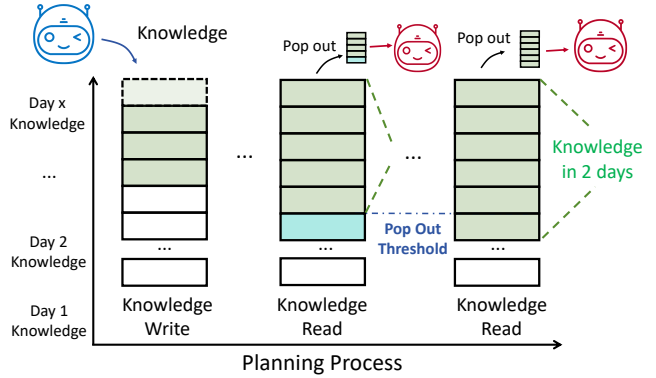 Knowledge
Pop out
Pop out
Day x
Knowledge
...
Day 2
Knowledge
Day 1
Knowledge
...
...
Knowledge
in 2 days
Pop Out
Threshold
...
...
...
Knowledge
Write
Knowledge
Read
Knowledge
Read
Planning Process